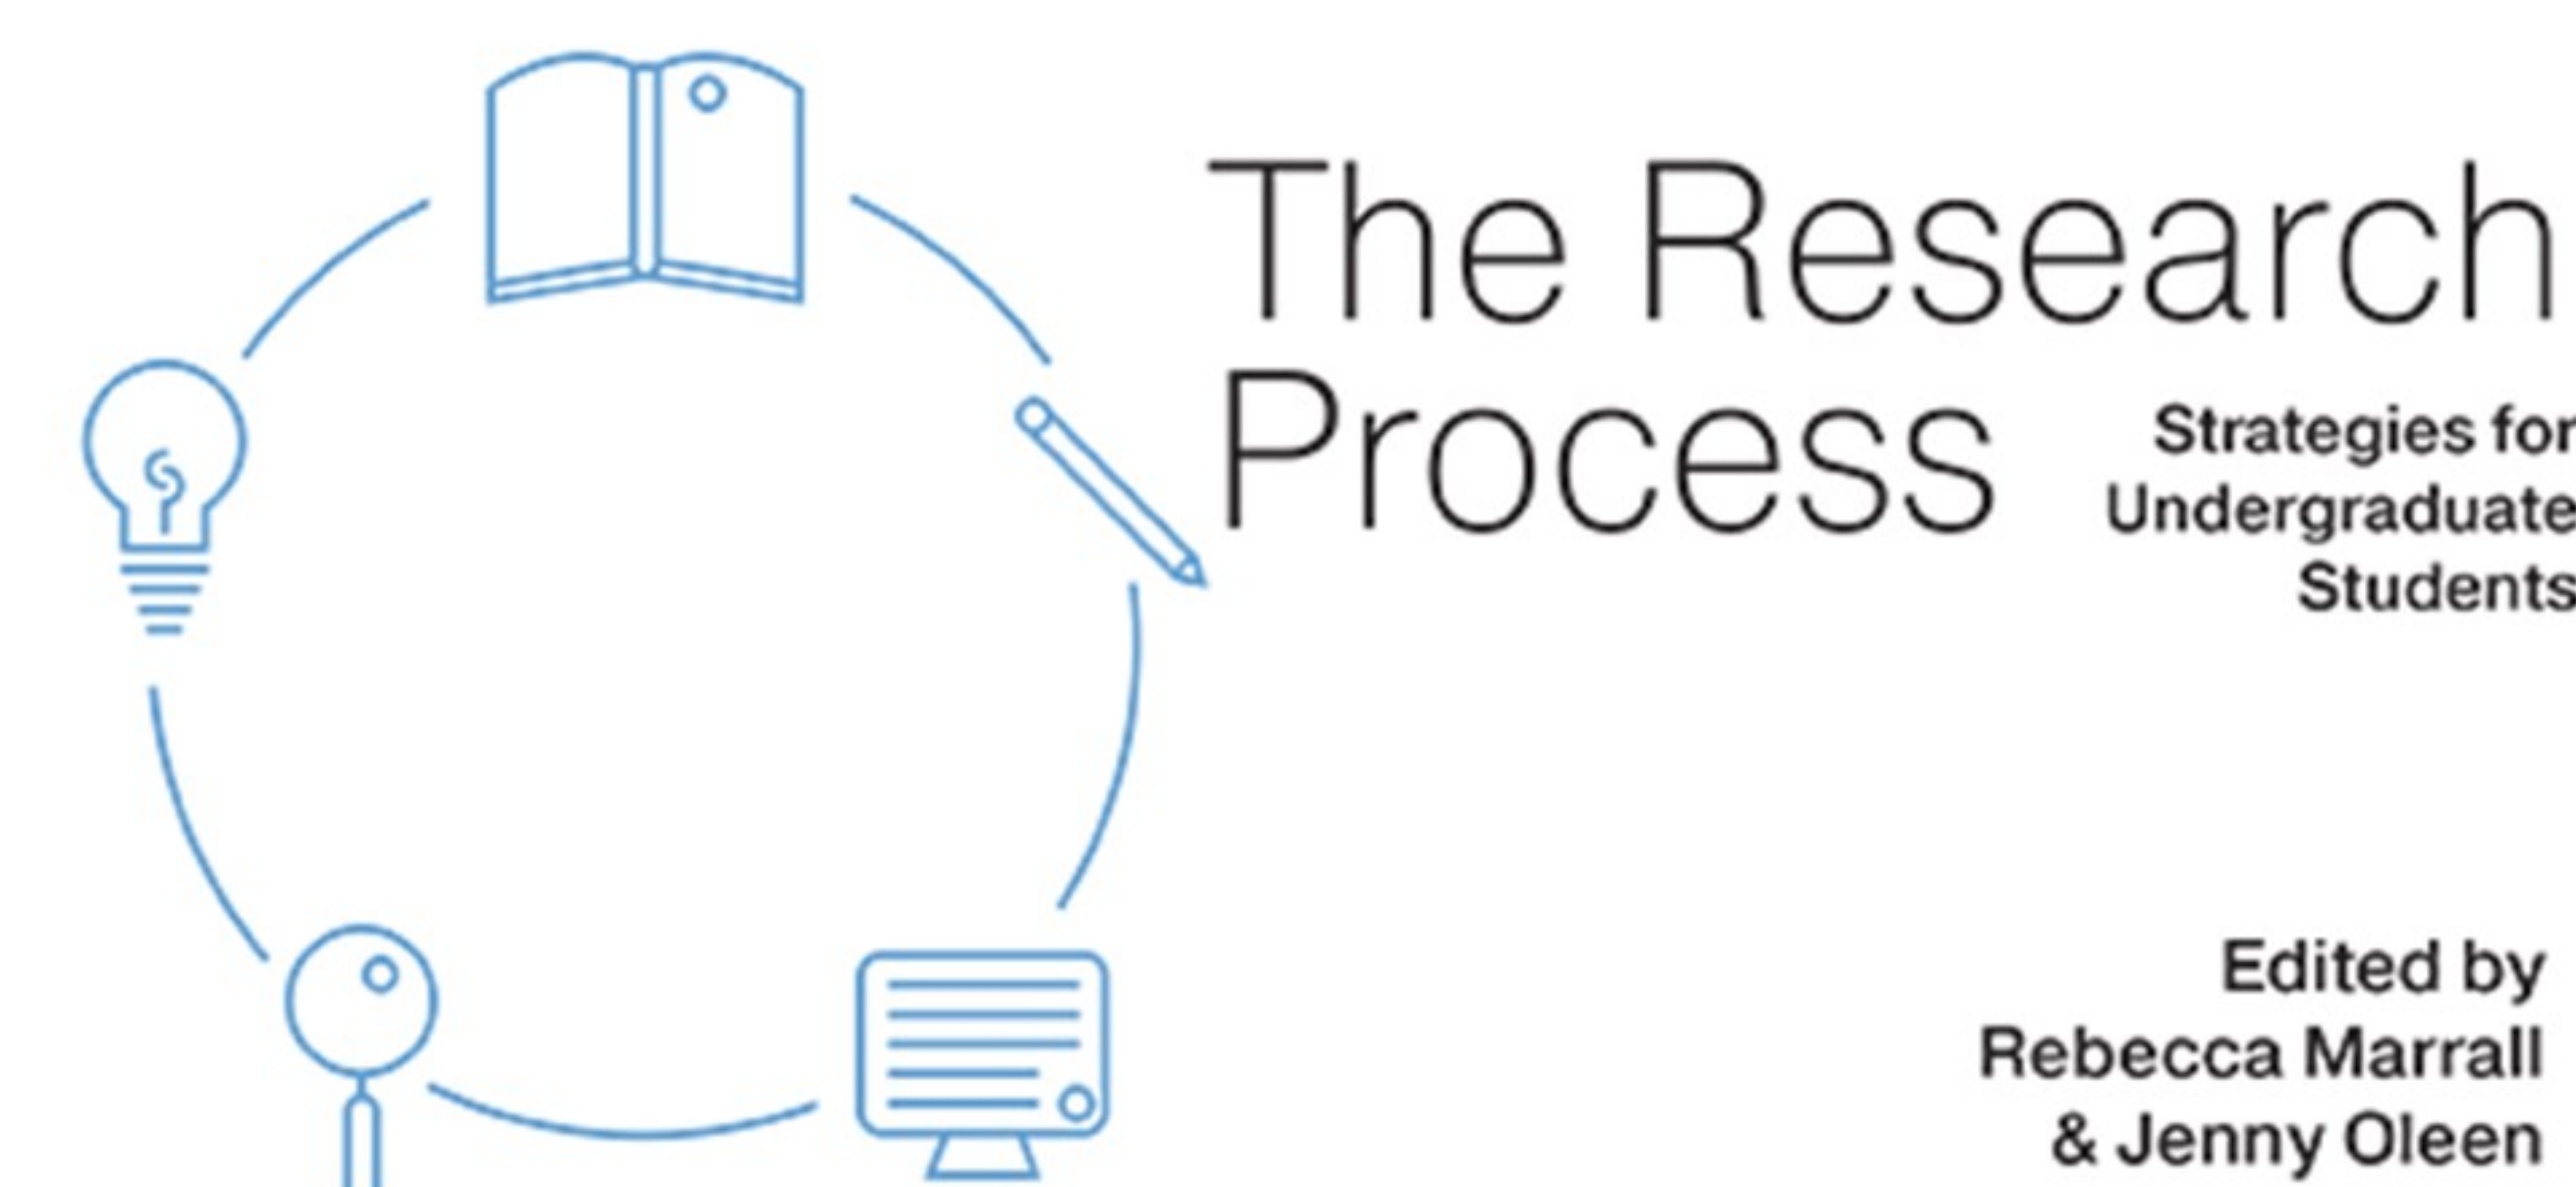 The Research
Process
Strategies for
Undergraduate
Students
Edited by
Rebecca Marrall
& Jenny Oleen